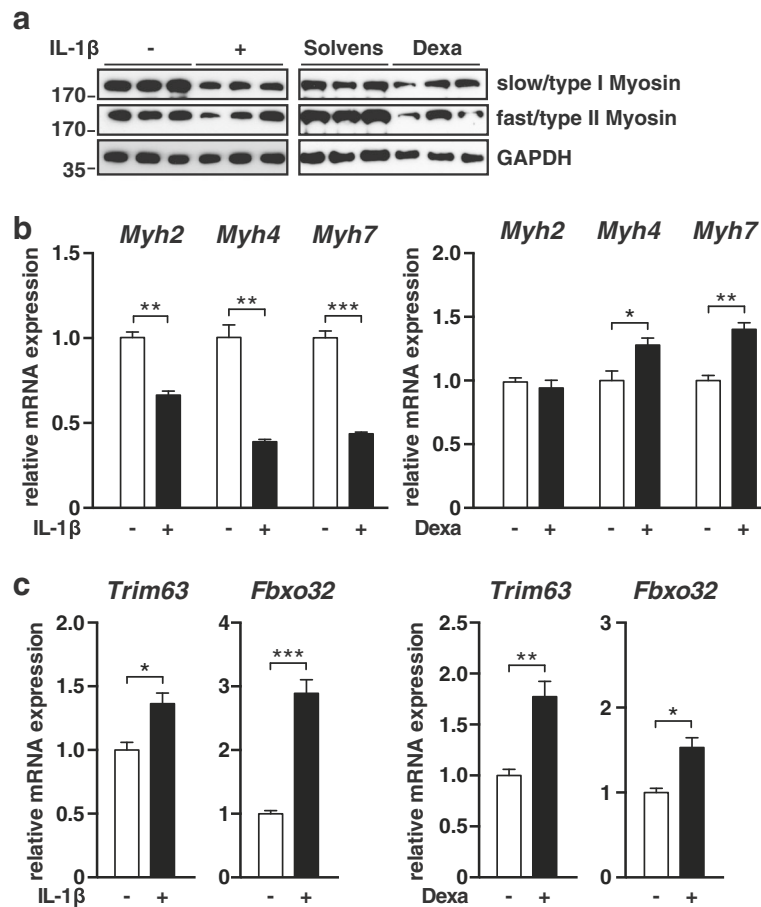 a
IL-1β - + Solvens Dexa
170 slow/type I Myosin
170 fast/type II Myosin
35 GAPDH
b
Myh2 Myh4 Myh7 Myh2 Myh4 Myh7
relative mRNA expression
1.5
1.0
0.5
0
** ** ***
- + - + - +
IL-1β
relative mRNA expression
2.0
1.5
1.0
0.5
0
* **
- + - + - +
Dexa
c
Trim63 Fbxo32 Trim63 Fbxo32
relative mRNA expression
2.0
1.5
1.0
0.5
0
*
- +
IL-1β
4
3
2
1
0
***
- +
relative mRNA expression
2.5
2.0
1.5
1.0
0.5
0
**
- +
Dexa
3
2
1
0
*
- +